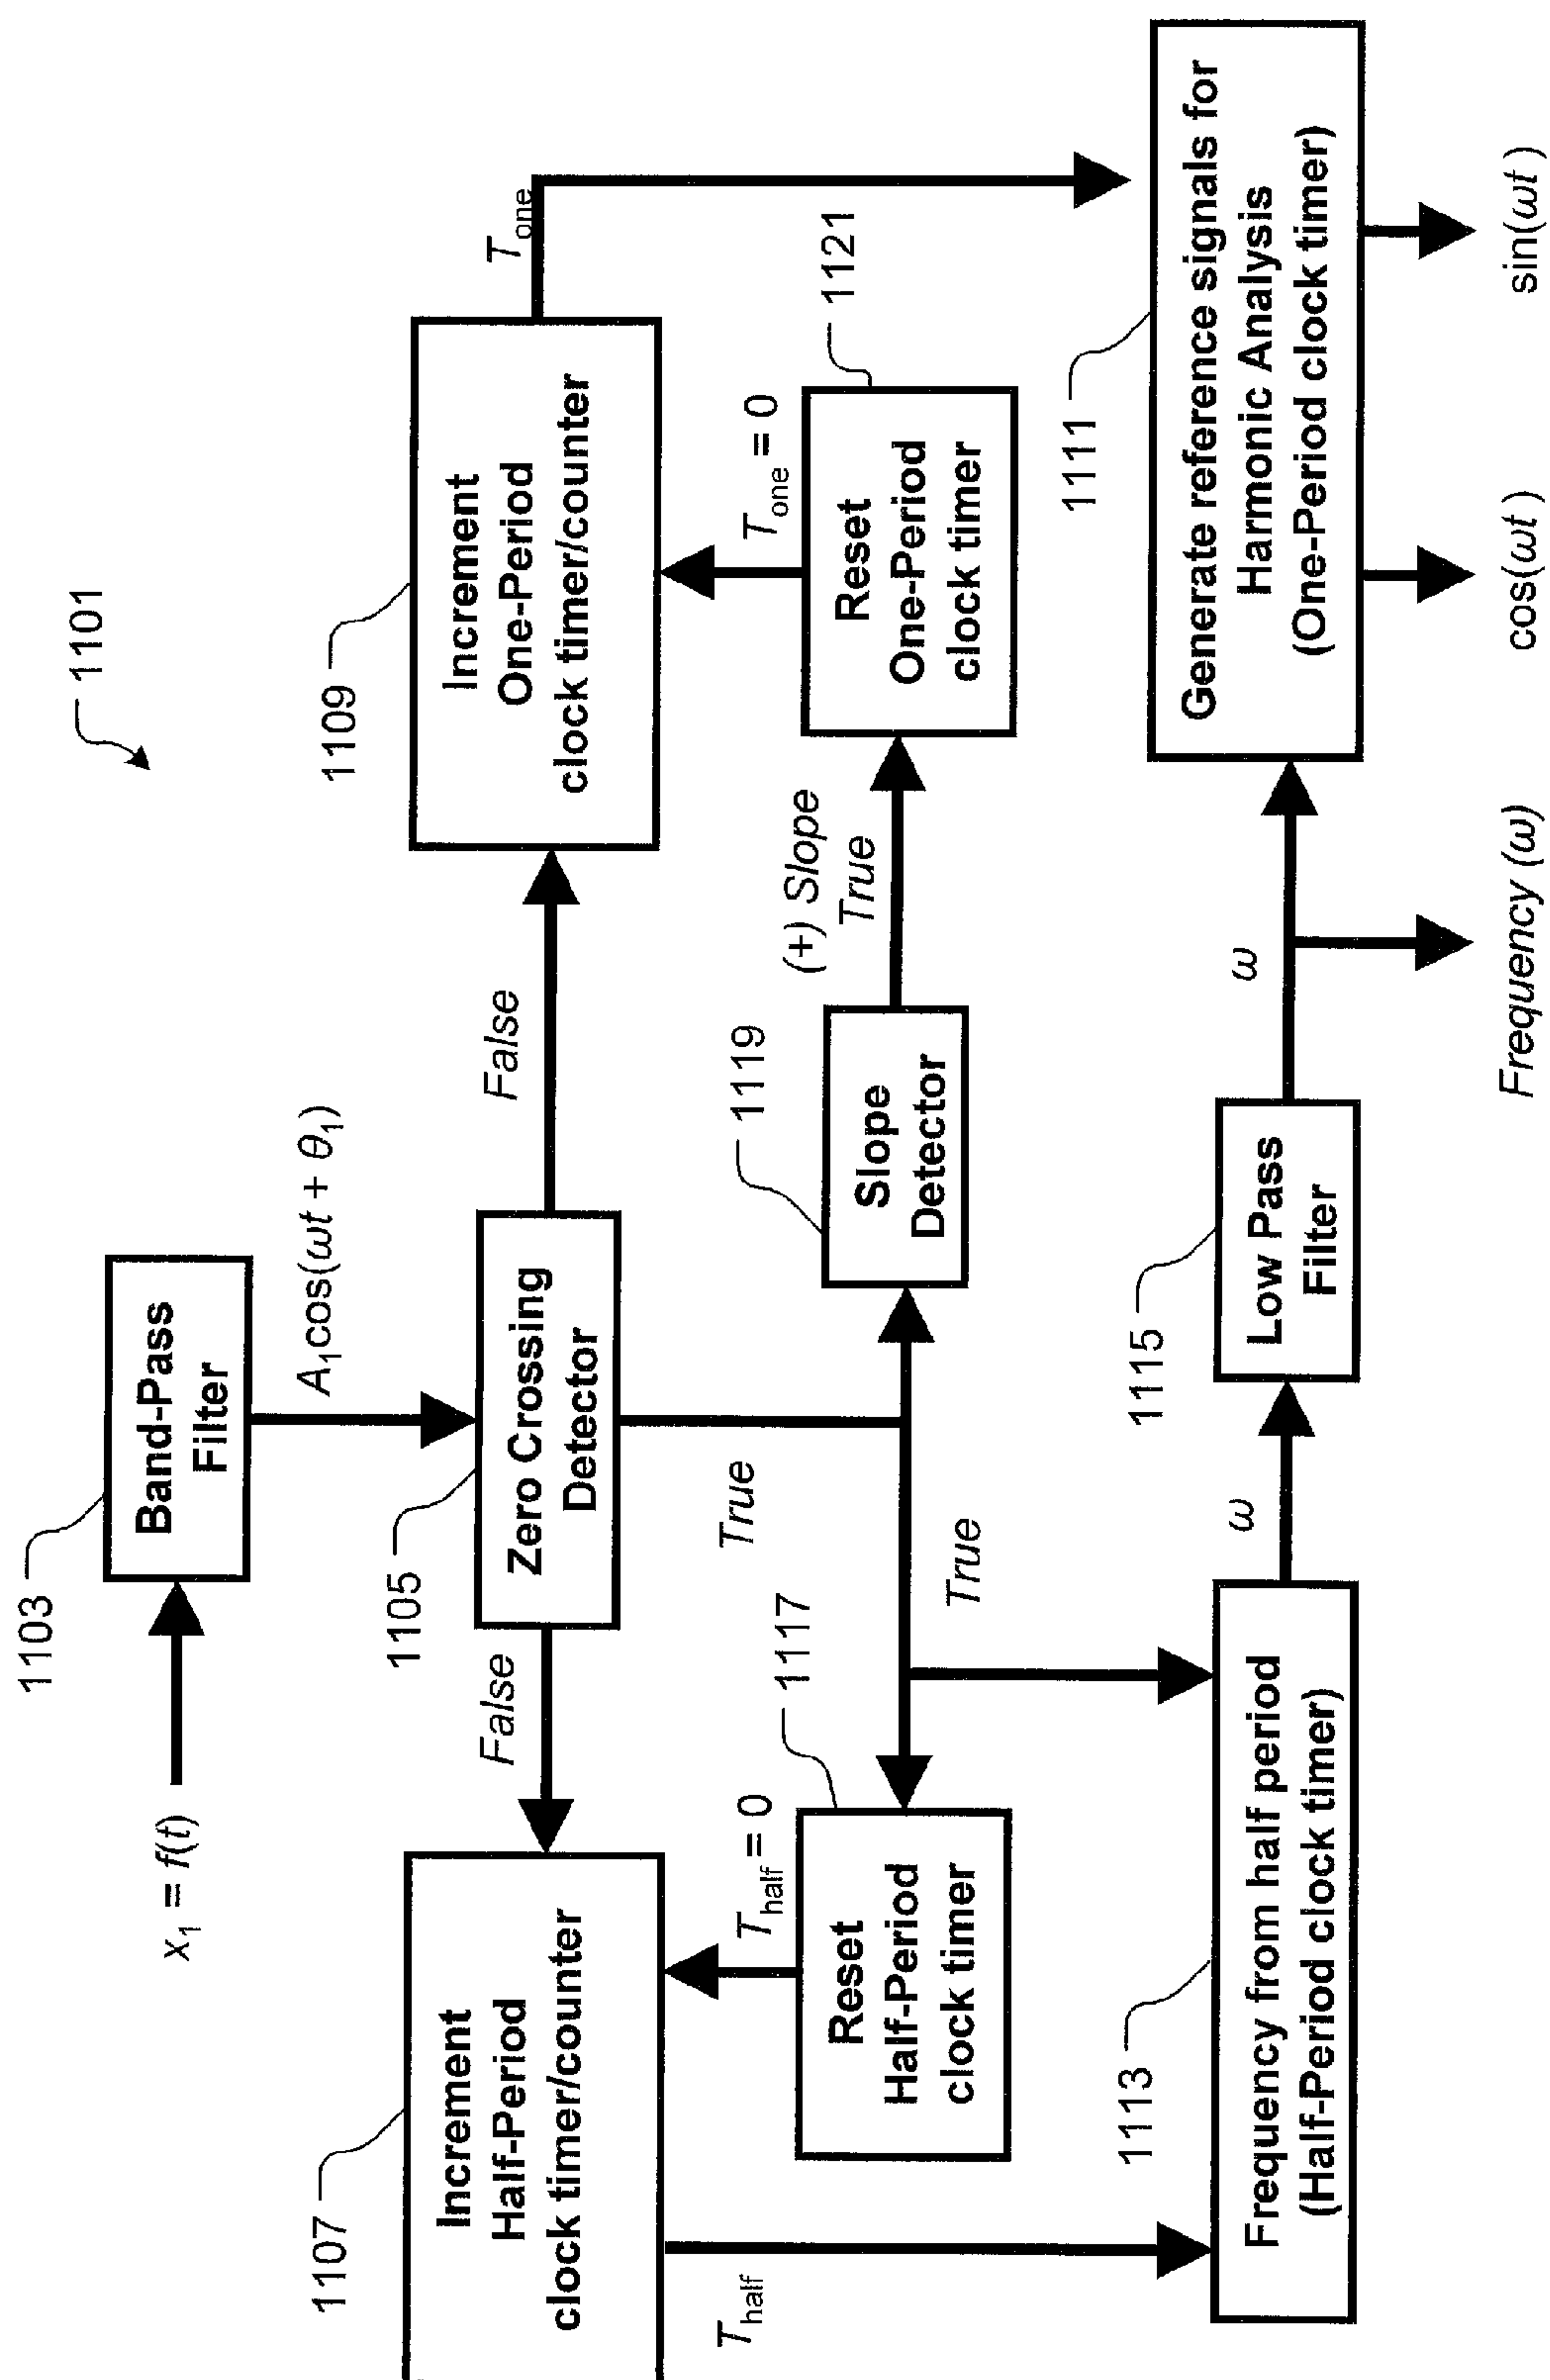 1101
1103
Band-Pass
Filter
x₁ = f(t)
A₁cos(ωt + θ₁)
1105
Zero Crossing
Detector
False
False
True
True
1107
Increment
Half-Period
clock timer/counter
1109
Increment
One-Period
clock timer/counter
T_one
T_half
1117
T_half = 0
Reset
Half-Period
clock timer
1119
Slope
Detector
(+) Slope
True
1121
T_one = 0
Reset
One-Period
clock timer
1113
Frequency from half period
(Half-Period clock timer)
ω
1115
Low Pass
Filter
ω
1111
Generate reference signals for
Harmonic Analysis
(One-Period clock timer)
Frequency (ω)
cos(ωt)
sin(ωt)